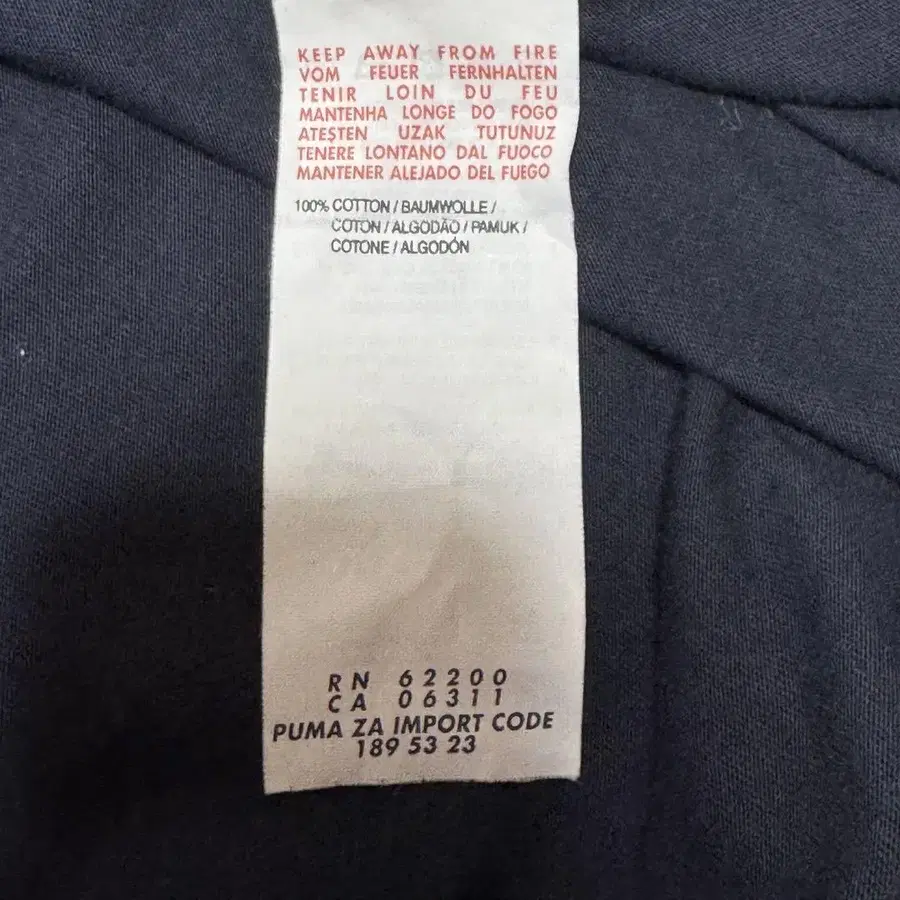 KEEP AWAY FROM FIRE
VOM FEUER FERNHALTEN
TENIR LOIN DU FEU
MANTENHA LONGE DO FOGO
ATEŞTEN UZAK TUTUNUZ
TENERE LONTANO DAL FUOCO
MANTENER ALEJADO DEL FUEGO
100% COTTON / BAUMWOLLE /
COTON / ALGODÃO / PAMUK /
COTONE / ALGODÓN
RN 62200
CA 06311
PUMA ZA IMPORT CODE
189 53 23